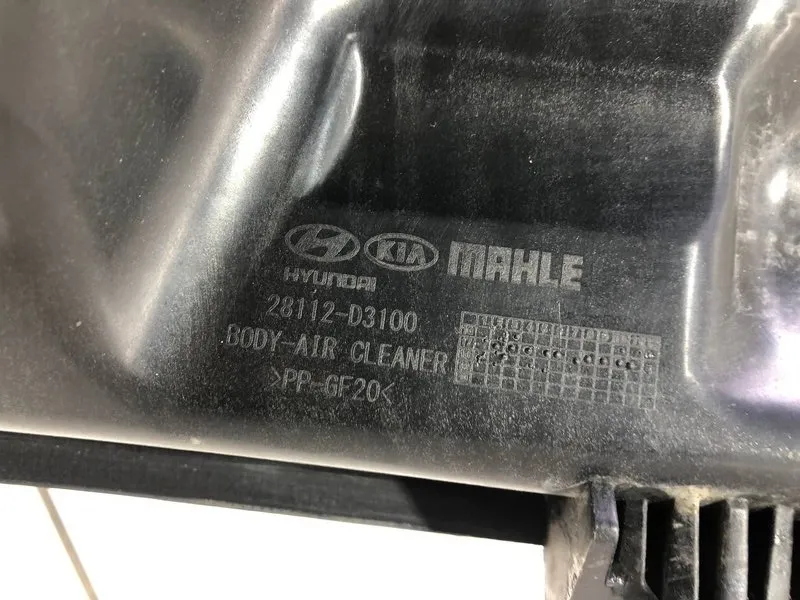 HYUNDAI KIA MAHLE
28112-D3100
BODY-AIR CLEANER
>PP-GF20<